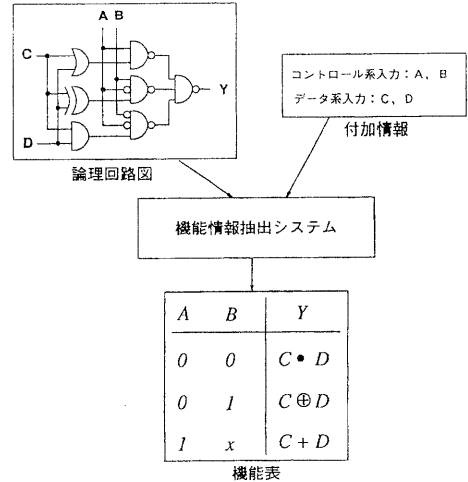 A B
C
Y
D
論理回路図
コントロール系入力：A、B
データ系入力：C、D
付加情報
機能情報抽出システム
A B Y
0 0 C • D
0 1 C ⊕ D
1 x C + D
機能表